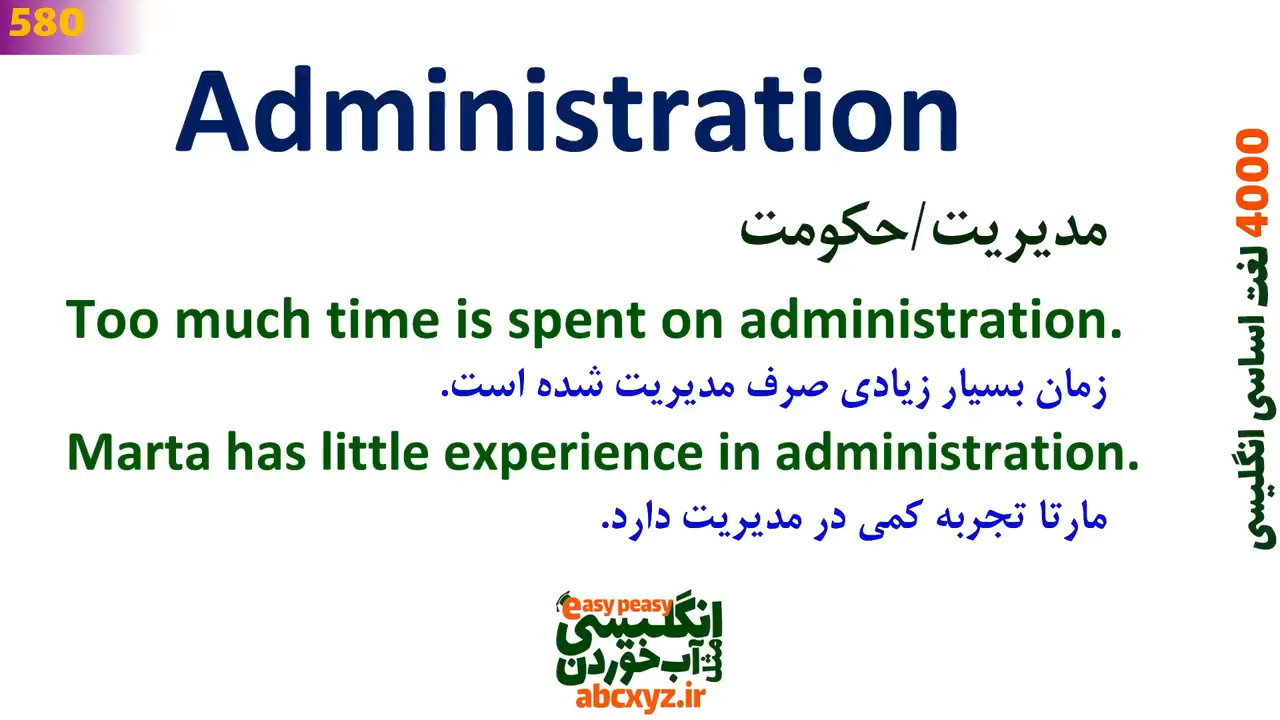 580
Administration
مدیریت/حکومت
Too much time is spent on administration.
زمان بسیار زیادی صرف مدیریت شده است.
Marta has little experience in administration.
مارتا تجربه کمی در مدیریت دارد.
4000 لغت اساسی انگلیسی
easy peasy
انگلیسی
مثل آب خوردن
abcxyz.ir